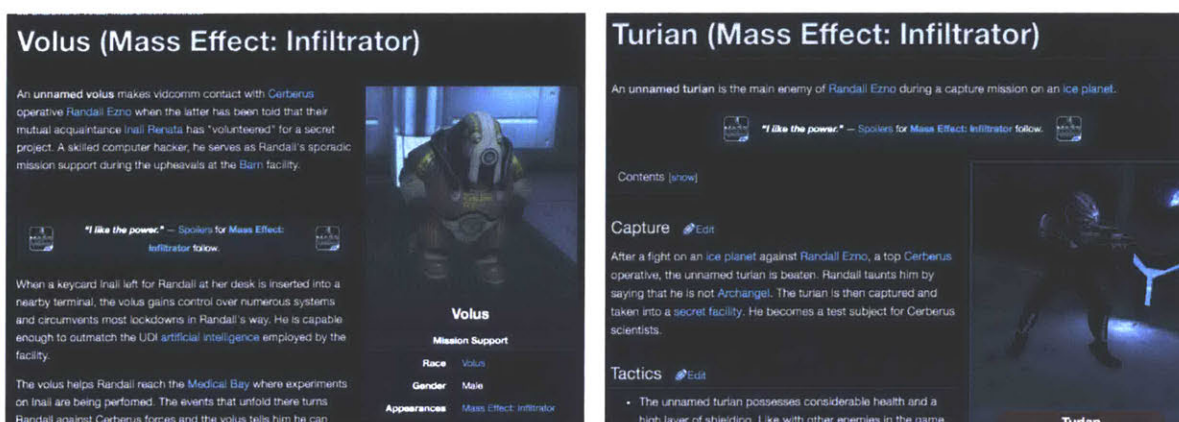 Volus (Mass Effect: Infiltrator)
An unnamed volus makes vidcomm contact with Cerberus
operative Randall Ezno when the latter has been told that their
mutual acquaintance Inali Renata has "volunteered" for a secret
project. A skilled computer hacker, he serves as Randall's sporadic
mission support during the upheavals at the Barn facility.
"I like the power." — Spoilers for Mass Effect:
Infiltrator follow.
When a keycard Inali left for Randall at her desk is inserted into a
nearby terminal, the volus gains control over numerous systems
and circumvents most lockdowns in Randall's way. He is capable
enough to outmatch the UDI artificial intelligence employed by the
facility.
The volus helps Randall reach the Medical Bay where experiments
on Inali are being perfomed. The events that unfold there turns
Randall against Cerberus forces and the volus tells him he can
Volus
Mission Support
Race Volus
Gender Male
Appearances Mass Effect: Infiltrator
Turian (Mass Effect: Infiltrator)
An unnamed turian is the main enemy of Randall Ezno during a capture mission on an ice planet.
"I like the power." — Spoilers for Mass Effect: Infiltrator follow.
Contents [show]
Capture Edit
After a fight on an ice planet against Randall Ezno, a top Cerberus
operative, the unnamed turian is beaten. Randall taunts him by
saying that he is not Archangel. The turian is then captured and
taken into a secret facility. He becomes a test subject for Cerberus
scientists.
Tactics Edit
• The unnamed turian possesses considerable health and a
high layer of shielding. Like with other enemies in the game
Turian